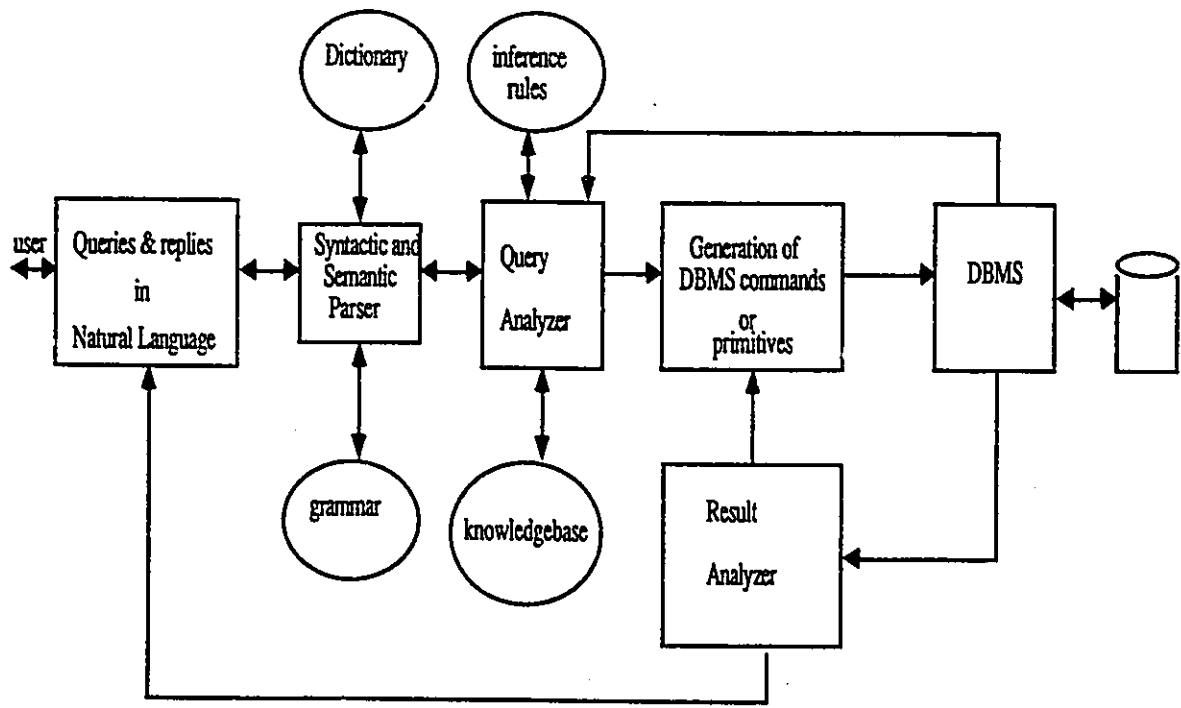 Dictionary
inference
rules
user
Queries & replies
in
Natural Language
Syntactic and
Semantic
Parser
Query
Analyzer
Generation of
DBMS commands
or
primitives
DBMS
grammar
knowledgebase
Result
Analyzer